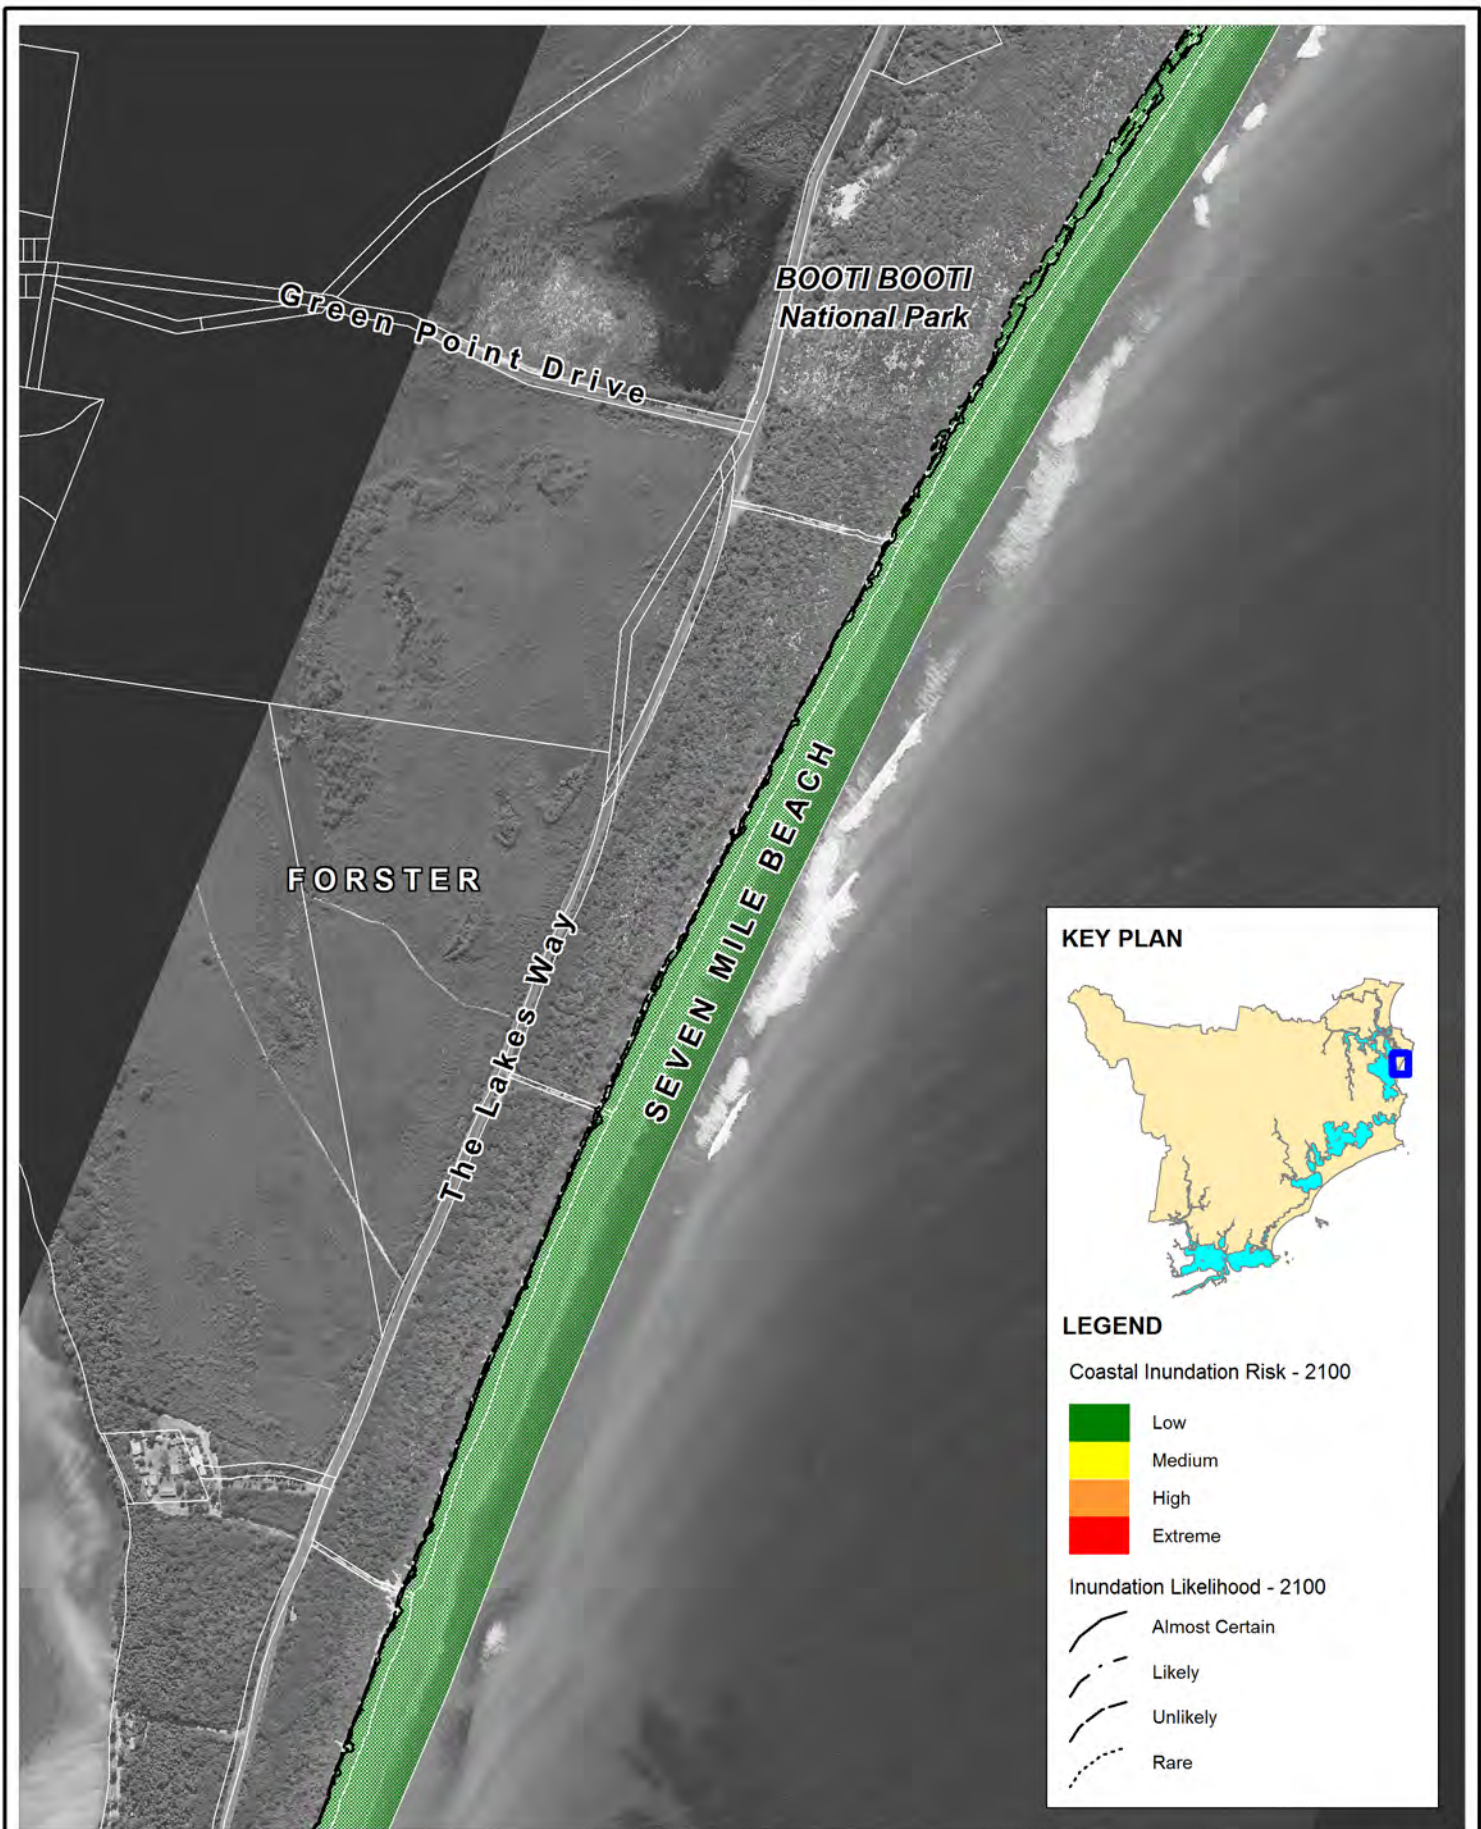 BOOTI BOOTI
National Park
Green Point Drive
SEVEN MILE BEACH
FORSTER
The Lakes Way
KEY PLAN
LEGEND
Coastal Inundation Risk - 2100
Low
Medium
High
Extreme
Inundation Likelihood - 2100
Almost Certain
Likely
Unlikely
Rare